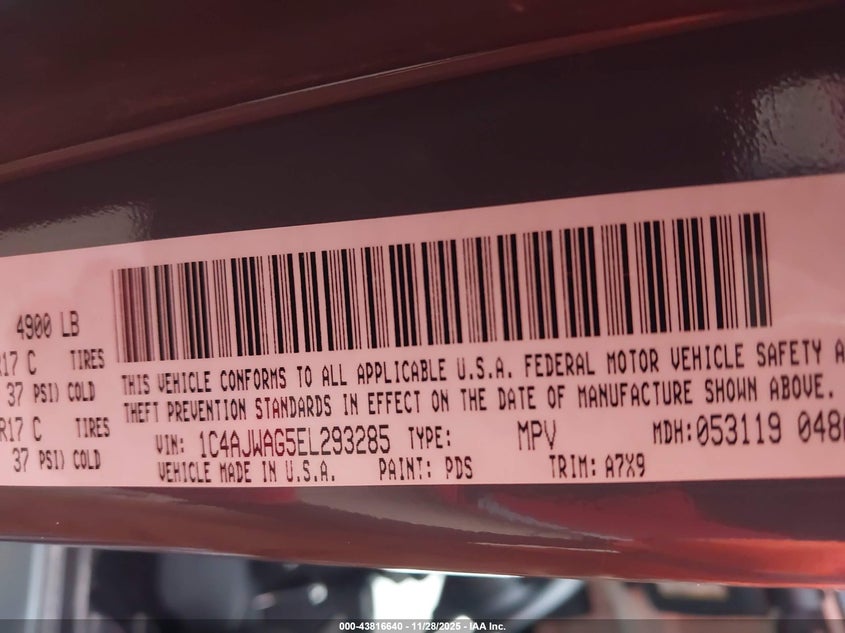 4900 LB
R17 C TIRES
37 PSI) COLD
R17 C TIRES
37 PSI) COLD
THIS VEHICLE CONFORMS TO ALL APPLICABLE U.S.A. FEDERAL MOTOR VEHICLE SAFETY A
THEFT PREVENTION STANDARDS IN EFFECT ON THE DATE OF MANUFACTURE SHOWN ABOVE.
VIN: 1C4AJWAG5EL293285 TYPE: MPV MDH: 053119 048
VEHICLE MADE IN U.S.A. PAINT: PDS TRIM: A7X9
000-43816640 - 11/28/2025 - IAA Inc.